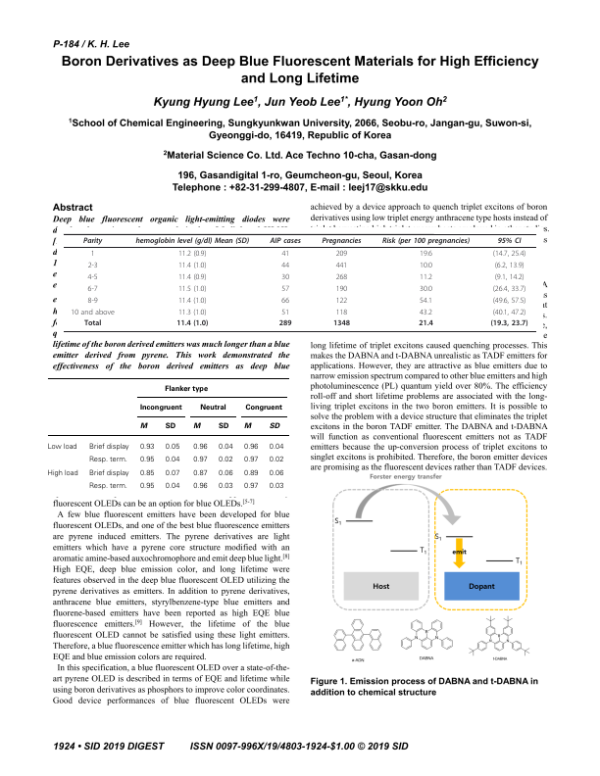 P-184 / K. H. Lee
Boron Derivatives as Deep Blue Fluorescent Materials for High Efficiency
and Long Lifetime
Kyung Hyung Lee1, Jun Yeob Lee1*, Hyung Yoon Oh2
1School of Chemical Engineering, Sungkyunkwan University, 2066, Seobu-ro, Jangan-gu, Suwon-si,
Gyeonggi-do, 16419, Republic of Korea
2Material Science Co. Ltd. Ace Techno 10-cha, Gasan-dong
196, Gasandigital 1-ro, Geumcheon-gu, Seoul, Korea
Telephone : +82-31-299-4807, E-mail : leej17@skku.edu
Abstract
Deep blue fluorescent organic light-emitting diodes were
achieved by a device approach to quench triplet excitons of boron
derivatives using low triplet energy anthracene type hosts instead of
Parity hemoglobin level (g/dl) Mean (SD) AIP cases Pregnancies Risk (per 100 pregnancies) 95% CI
1 11.2 (0.9) 41 209 19.6 (14.7, 25.4)
2-3 11.4 (1.0) 44 441 10.0 (6.2, 13.9)
4-5 11.4 (0.9) 30 268 11.2 (9.1, 14.2)
6-7 11.5 (1.0) 57 190 30.0 (26.4, 33.7)
8-9 11.4 (1.0) 66 122 54.1 (49.6, 57.5)
10 and above 11.3 (1.0) 51 118 43.2 (40.1, 47.2)
Total 11.4 (1.0) 289 1348 21.4 (19.3, 23.7)
lifetime of the boron derived emitters was much longer than a blue
emitter derived from pyrene. This work demonstrated the
effectiveness of the boron derived emitters as deep blue
Flanker type
Incongruent Neutral Congruent
M SD M SD M SD
Low load Brief display 0.93 0.05 0.96 0.04 0.96 0.04
Resp. term. 0.95 0.04 0.97 0.02 0.97 0.02
High load Brief display 0.85 0.07 0.87 0.06 0.89 0.06
Resp. term. 0.95 0.04 0.96 0.03 0.97 0.03
fluorescent OLEDs can be an option for blue OLEDs.[5-7]
A few blue fluorescent emitters have been developed for blue
fluorescent OLEDs, and one of the best blue fluorescence emitters
are pyrene induced emitters. The pyrene derivatives are light
emitters which have a pyrene core structure modified with an
aromatic amine-based auxochromophore and emit deep blue light.[8]
High EQE, deep blue emission color, and long lifetime were
features observed in the deep blue fluorescent OLED utilizing the
pyrene derivatives as emitters. In addition to pyrene derivatives,
anthracene blue emitters, styrylbenzene-type blue emitters and
fluorene-based emitters have been reported as high EQE blue
fluorescence emitters.[9] However, the lifetime of the blue
fluorescent OLED cannot be satisfied using these light emitters.
Therefore, a blue fluorescence emitter which has long lifetime, high
EQE and blue emission colors are required.
In this specification, a blue fluorescent OLED over a state-of-the-
art pyrene OLED is described in terms of EQE and lifetime while
using boron derivatives as phosphors to improve color coordinates.
Good device performances of blue fluorescent OLEDs were
long lifetime of triplet excitons caused quenching processes. This
makes the DABNA and t-DABNA unrealistic as TADF emitters for
applications. However, they are attractive as blue emitters due to
narrow emission spectrum compared to other blue emitters and high
photoluminescence (PL) quantum yield over 80%. The efficiency
roll-off and short lifetime problems are associated with the long-
living triplet excitons in the two boron emitters. It is possible to
solve the problem with a device structure that eliminates the triplet
excitons in the boron TADF emitter. The DABNA and t-DABNA
will function as conventional fluorescent emitters not as TADF
emitters because the up-conversion process of triplet excitons to
singlet excitons is prohibited. Therefore, the boron emitter devices
are promising as the fluorescent devices rather than TADF devices.
Forster energy transfer
S1
S1
T1
emit
T1
Host
Dopant
DABNA
t-DABNA
Figure 1. Emission process of DABNA and t-DABNA in
addition to chemical structure
1924 • SID 2019 DIGEST ISSN 0097-996X/19/4803-1924-$1.00 © 2019 SID